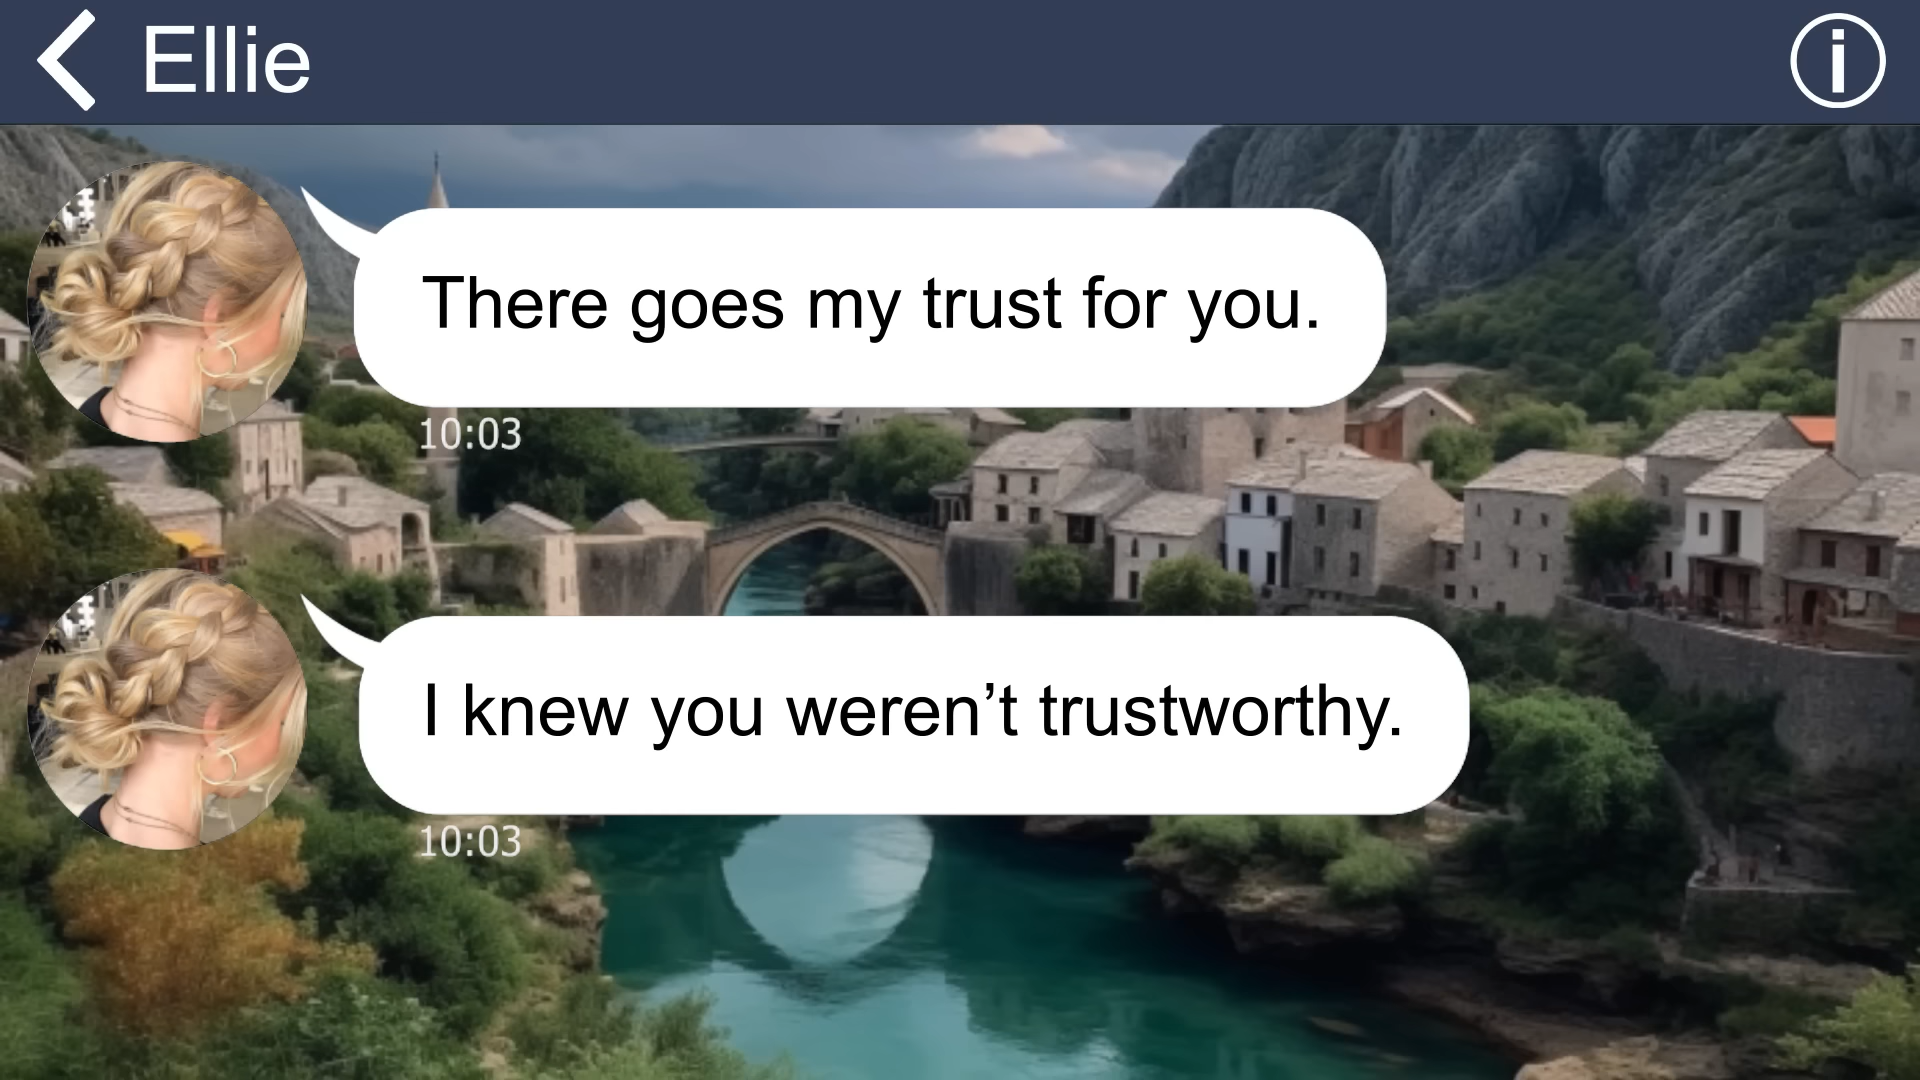 Ellie
There goes my trust for you.
10:03
I knew you weren’t trustworthy.
10:03